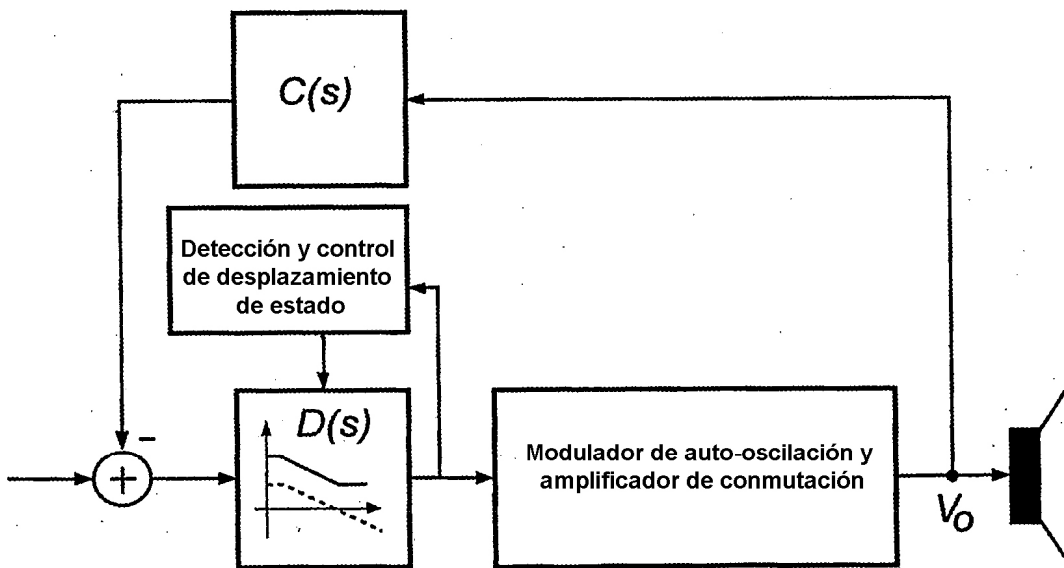 C(s)
Detección y control
de desplazamiento
de estado
D(s)
−
+
Modulador de auto-oscilación y
amplificador de conmutación
Vo